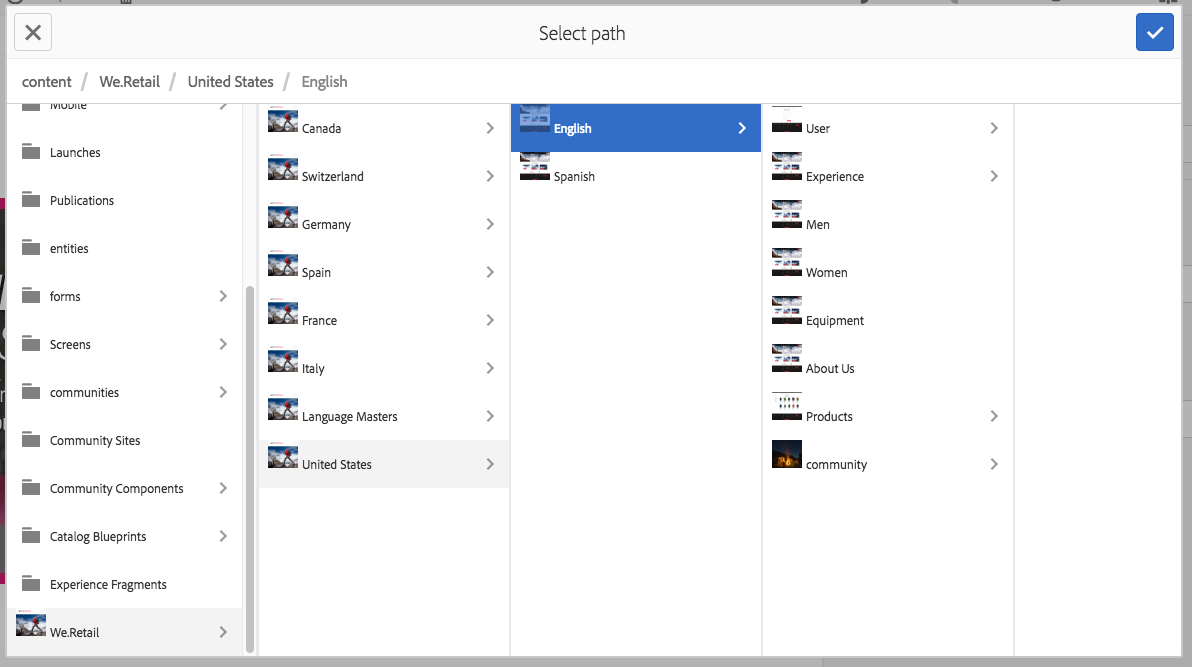 Select path
content / We.Retail / United States / English
Mobile
Launches
Publications
entities
forms
Screens
communities
Community Sites
Community Components
Catalog Blueprints
Experience Fragments
We.Retail
Canada
Switzerland
Germany
Spain
France
Italy
Language Masters
United States
English
Spanish
User
Experience
Men
Women
Equipment
About Us
Products
community